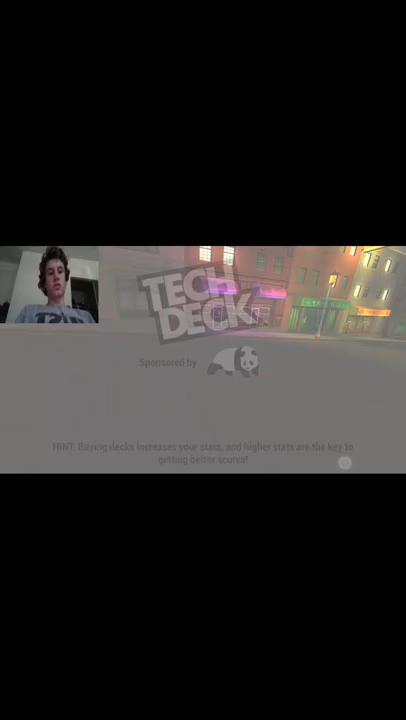 TECH
DECK
Sponsored by
HINT: Buying decks increases your stats, and higher stats are the key to
getting better scores!